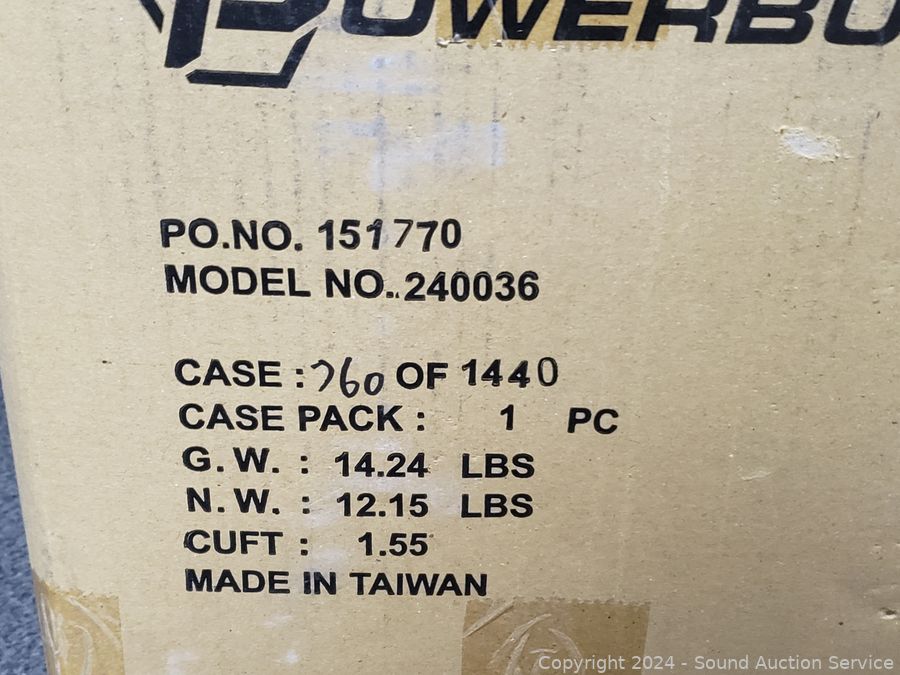 POWERBU
PO.NO. 151770
MODEL NO. 240036
CASE : 760 OF 1440
CASE PACK : 1 PC
G.W. : 14.24 LBS
N.W. : 12.15 LBS
CUFT : 1.55
MADE IN TAIWAN
Copyright 2024 - Sound Auction Service